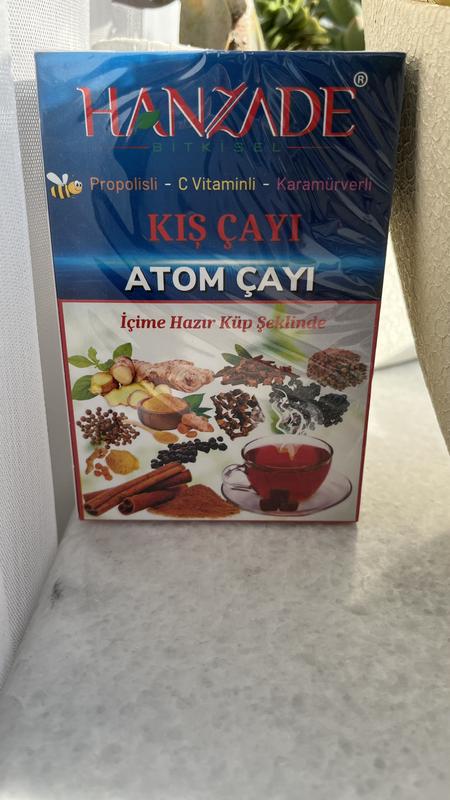 HANZADE ®
BİTKİSEL
Propolisli - C Vitaminli - Karamürverli
KIŞ ÇAYI
ATOM ÇAYI
İçime Hazır Küp Şeklinde